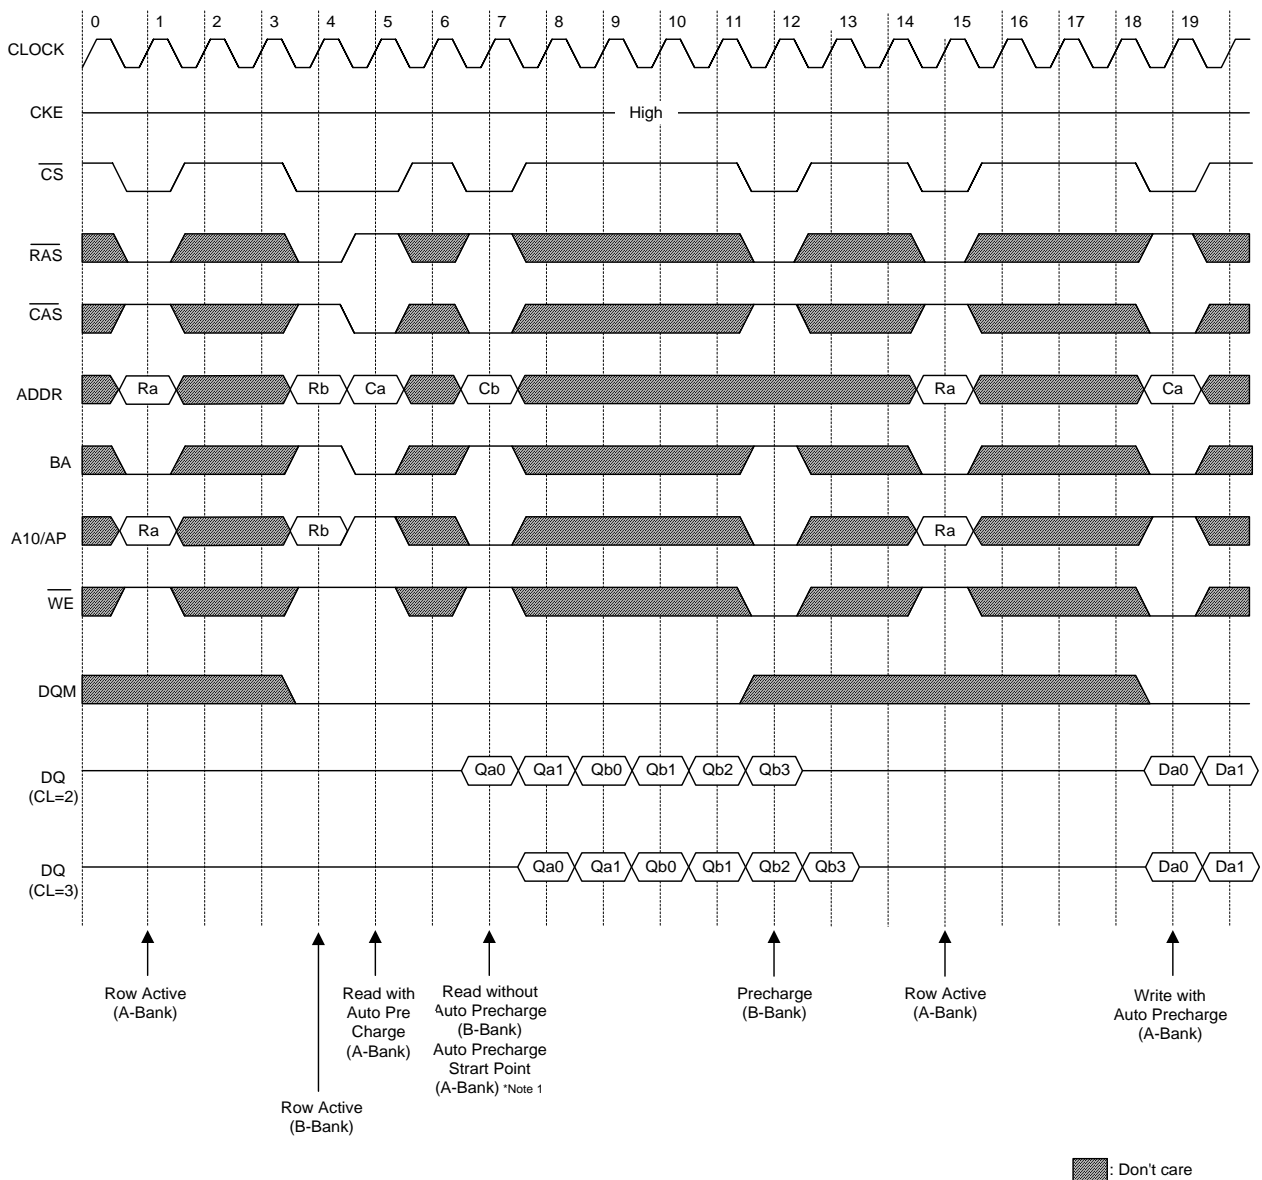 0 1 2 3 4 5 6 7 8 9 10 11 12 13 14 15 16 17 18 19
CLOCK
CKE High
CS
RAS
CAS
ADDR Ra Rb Ca Cb Ra Ca
BA
A10/AP Ra Rb Ra
WE
DQM
DQ Qa0 Qa1 Qb0 Qb1 Qb2 Qb3 Da0 Da1
(CL=2)
DQ Qa0 Qa1 Qb0 Qb1 Qb2 Qb3 Da0 Da1
(CL=3)
Row Active
(A-Bank)
Row Active
(B-Bank)
Read with
Auto Pre
Charge
(A-Bank)
Read without
Auto Precharge
(B-Bank)
Auto Precharge
Strart Point
(A-Bank) *Note 1
Precharge
(B-Bank)
Row Active
(A-Bank)
Write with
Auto Precharge
(A-Bank)
: Don't care